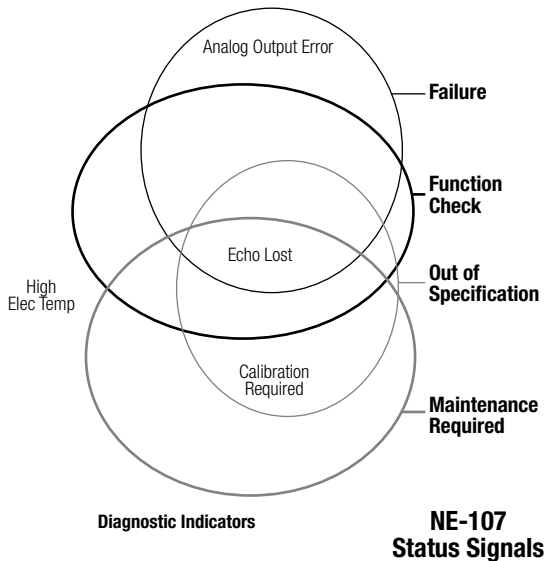 Analog Output Error
Failure
Function
Check
Echo Lost
High
Elec Temp
Out of
Specification
Calibration
Required
Maintenance
Required
Diagnostic Indicators
NE-107
Status Signals